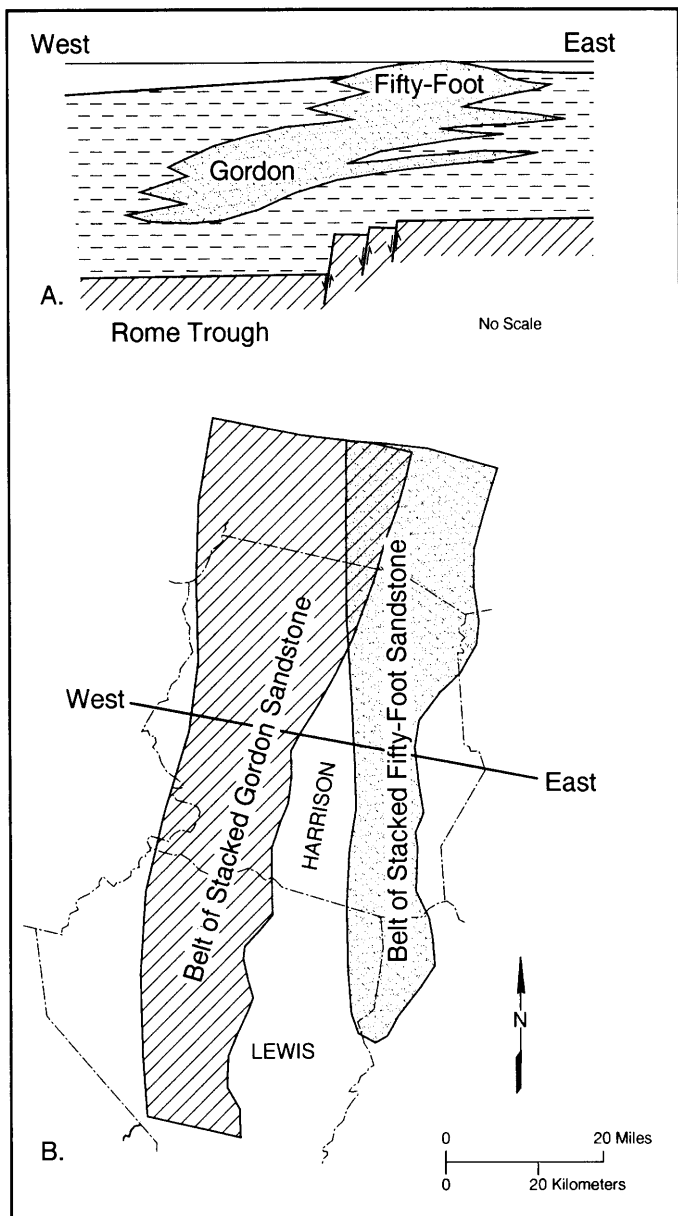 West East
Fifty-Foot
Gordon
A.
Rome Trough
No Scale
Belt of Stacked Gordon Sandstone
Belt of Stacked Fifty-Foot Sandstone
West
East
HARRISON
LEWIS
N
B.
0 20 Miles
0 20 Kilometers